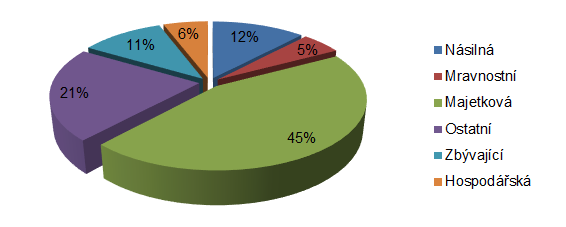 6%
12%
5%
11%
21%
45%
Násilná
Mravnostní
Majetková
Ostatní
Zbývající
Hospodářská